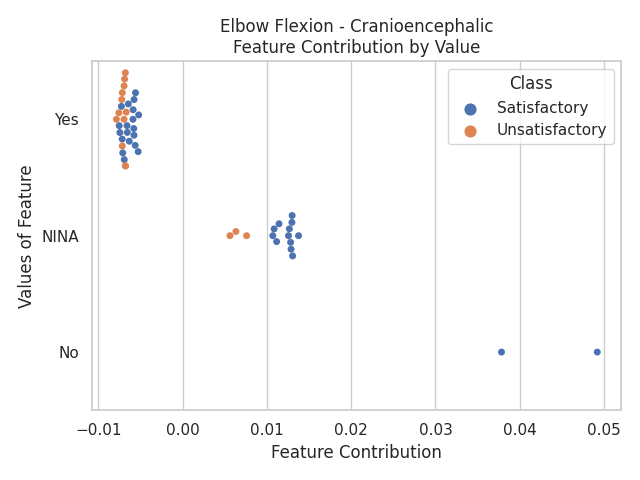 Elbow Flexion - Cranioencephalic
Feature Contribution by Value
Class
Satisfactory
Unsatisfactory
Values of Feature
Yes
NINA
No
−0.01 0.00 0.01 0.02 0.03 0.04 0.05
Feature Contribution